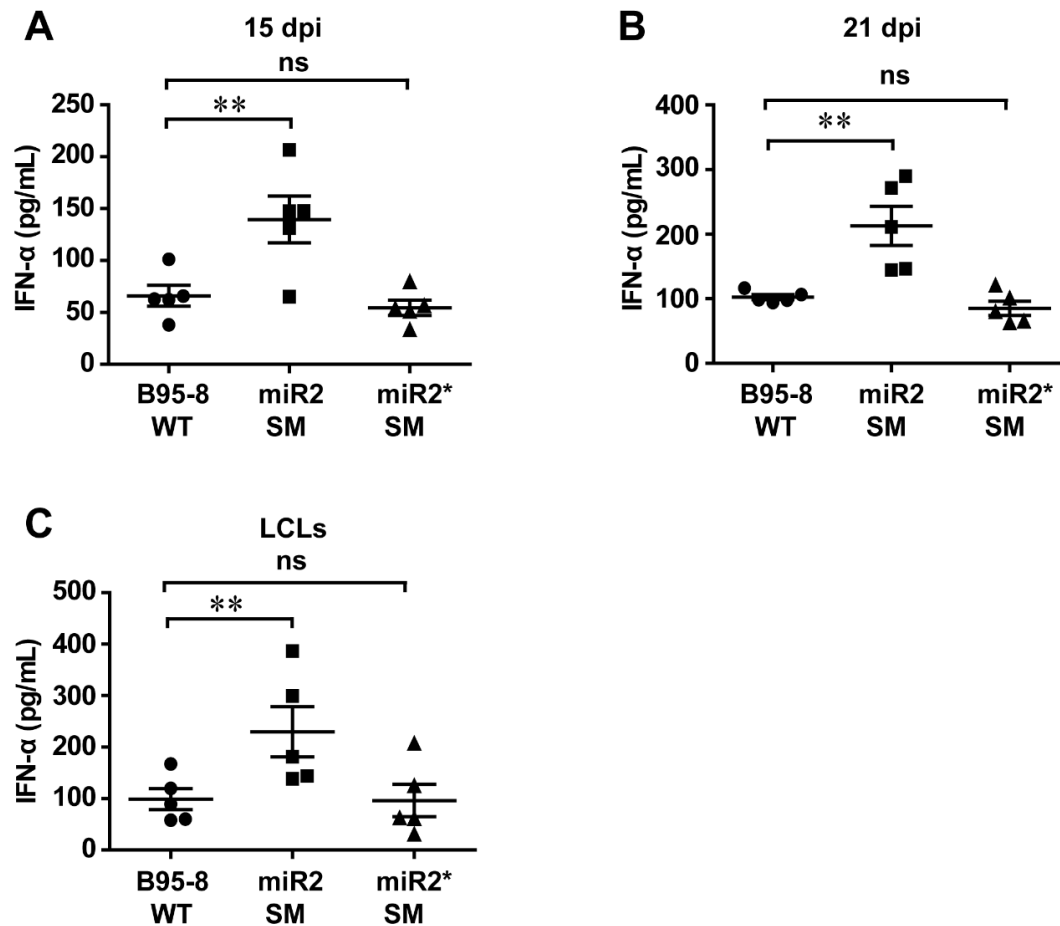 A
15 dpi
ns
**
IFN-α (pg/mL)
250
200
150
100
50
0
B95-8 miR2 miR2*
WT SM SM
B
21 dpi
ns
**
IFN-α (pg/mL)
400
300
200
100
0
B95-8 miR2 miR2*
WT SM SM
C
LCLs
ns
**
IFN-α (pg/mL)
500
400
300
200
100
0
B95-8 miR2 miR2*
WT SM SM